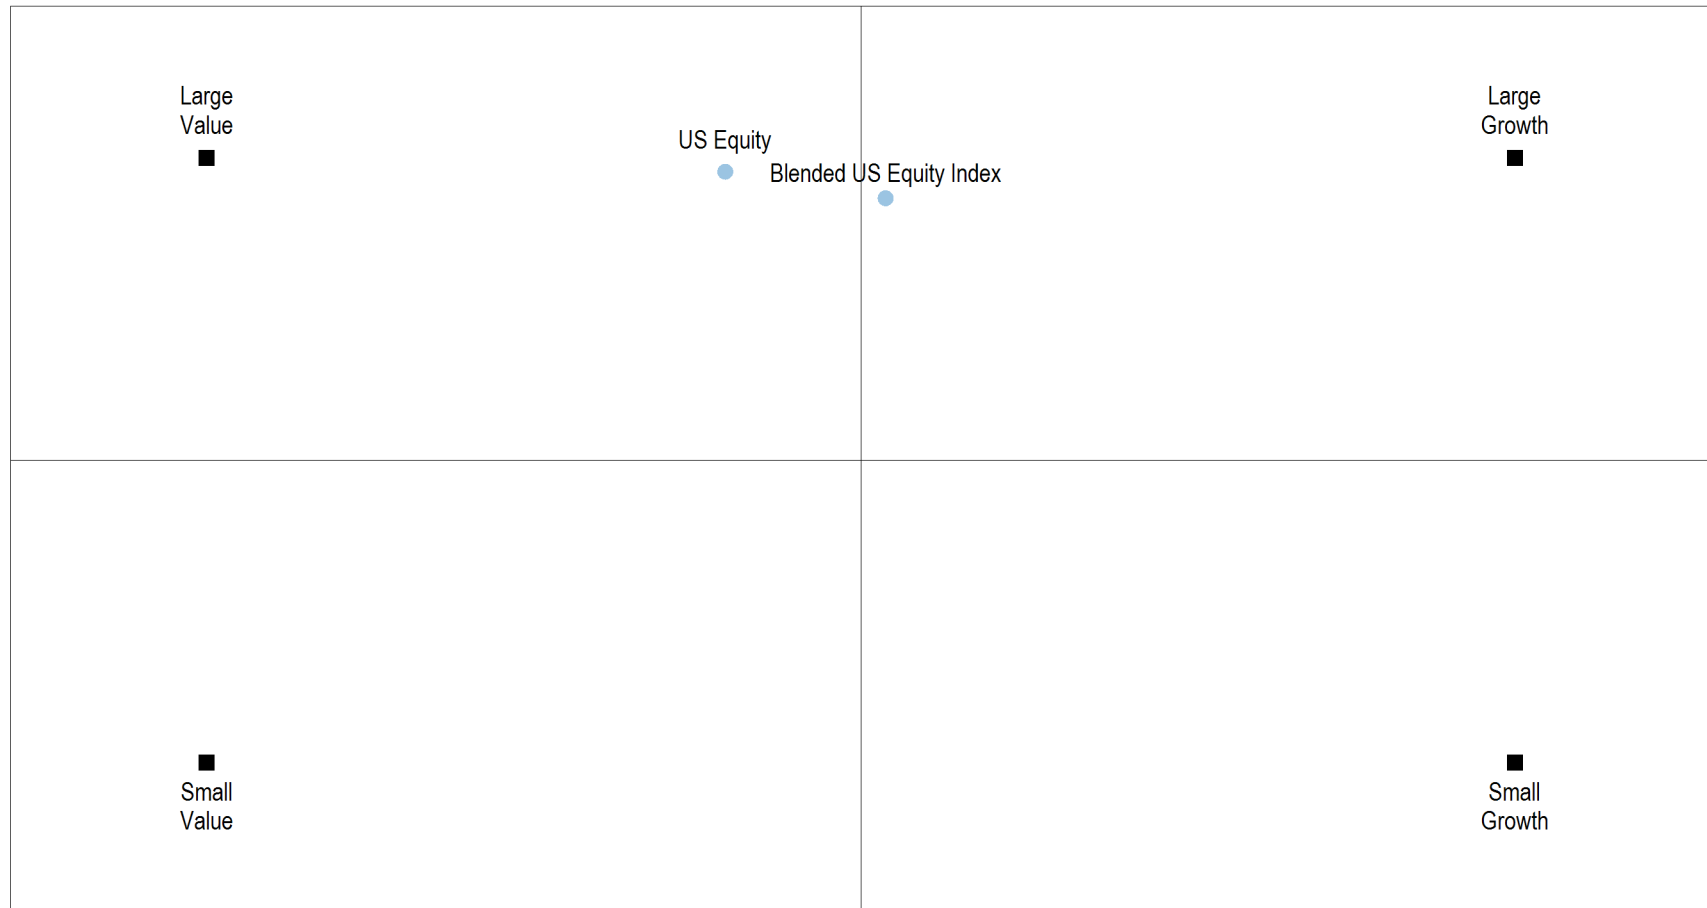 Large
Value
Large
Growth
US Equity
Blended US Equity Index
Small
Value
Small
Growth